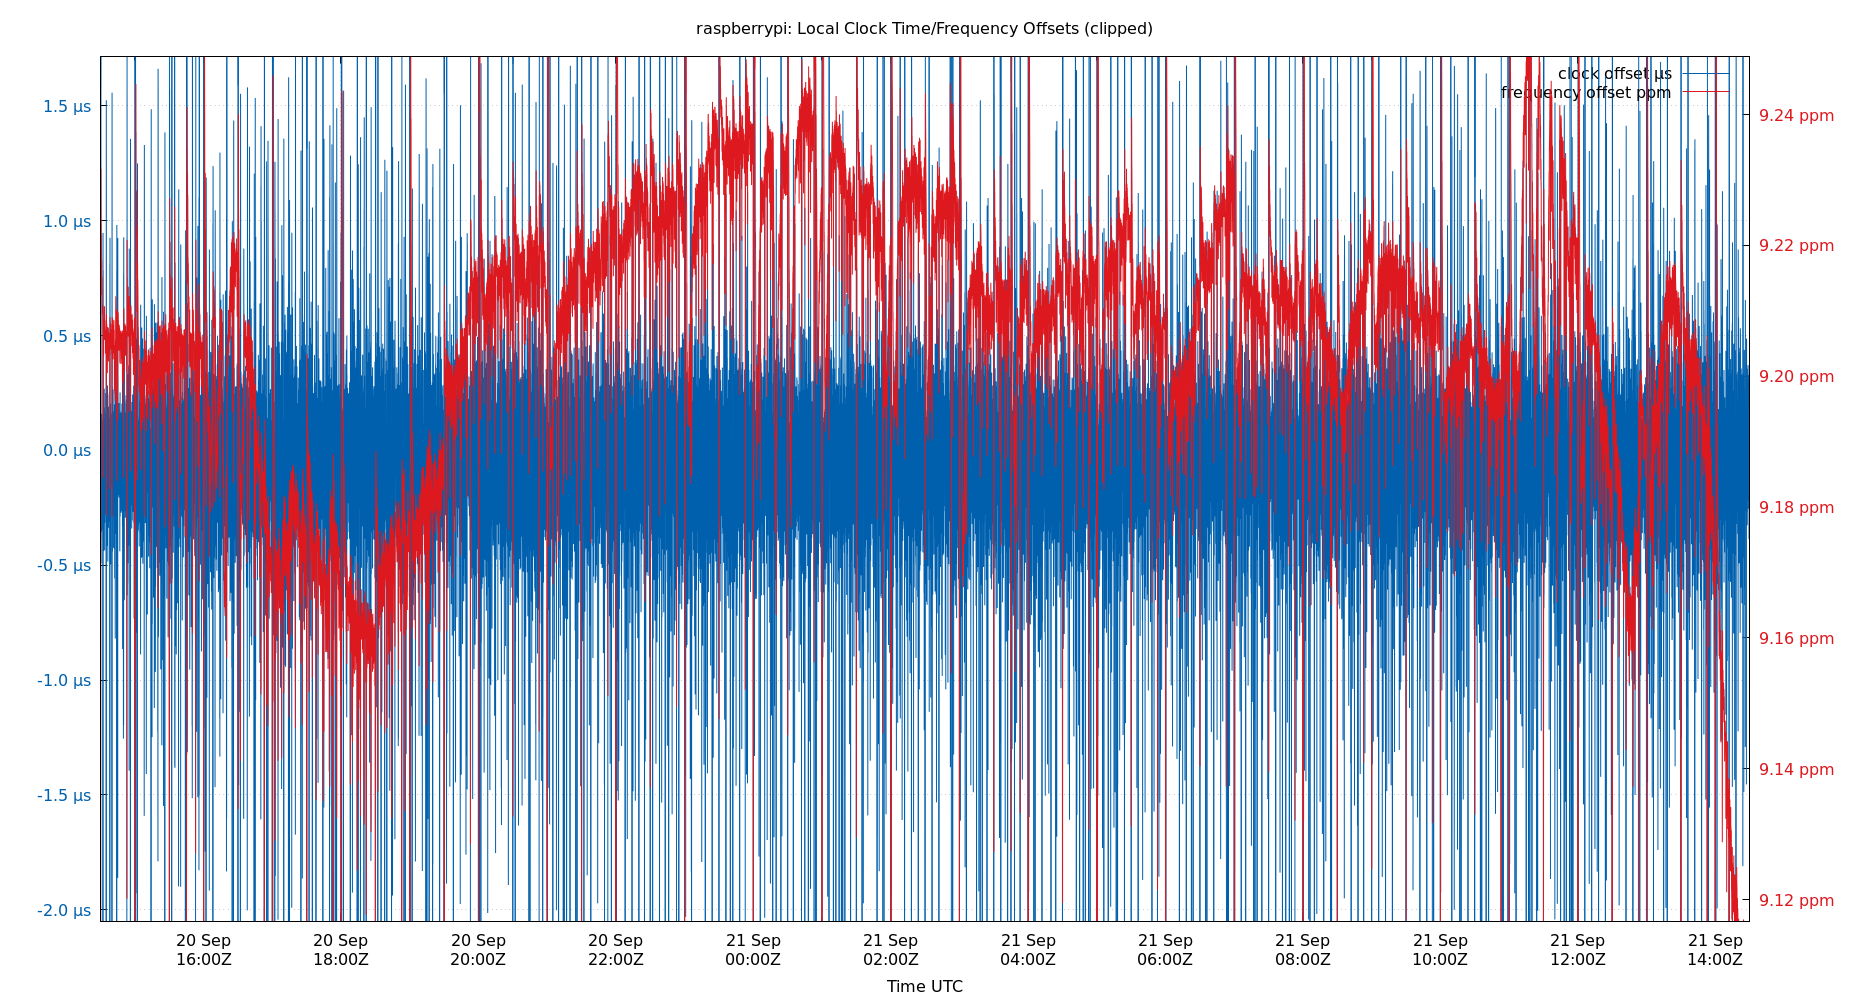 raspberrypi: Local Clock Time/Frequency Offsets (clipped)
clock offset µs
frequency offset ppm
1.5 µs
1.0 µs
0.5 µs
0.0 µs
-0.5 µs
-1.0 µs
-1.5 µs
-2.0 µs
9.24 ppm
9.22 ppm
9.20 ppm
9.18 ppm
9.16 ppm
9.14 ppm
9.12 ppm
20 Sep
16:00Z
20 Sep
18:00Z
20 Sep
20:00Z
20 Sep
22:00Z
21 Sep
00:00Z
21 Sep
02:00Z
21 Sep
04:00Z
21 Sep
06:00Z
21 Sep
08:00Z
21 Sep
10:00Z
21 Sep
12:00Z
21 Sep
14:00Z
Time UTC